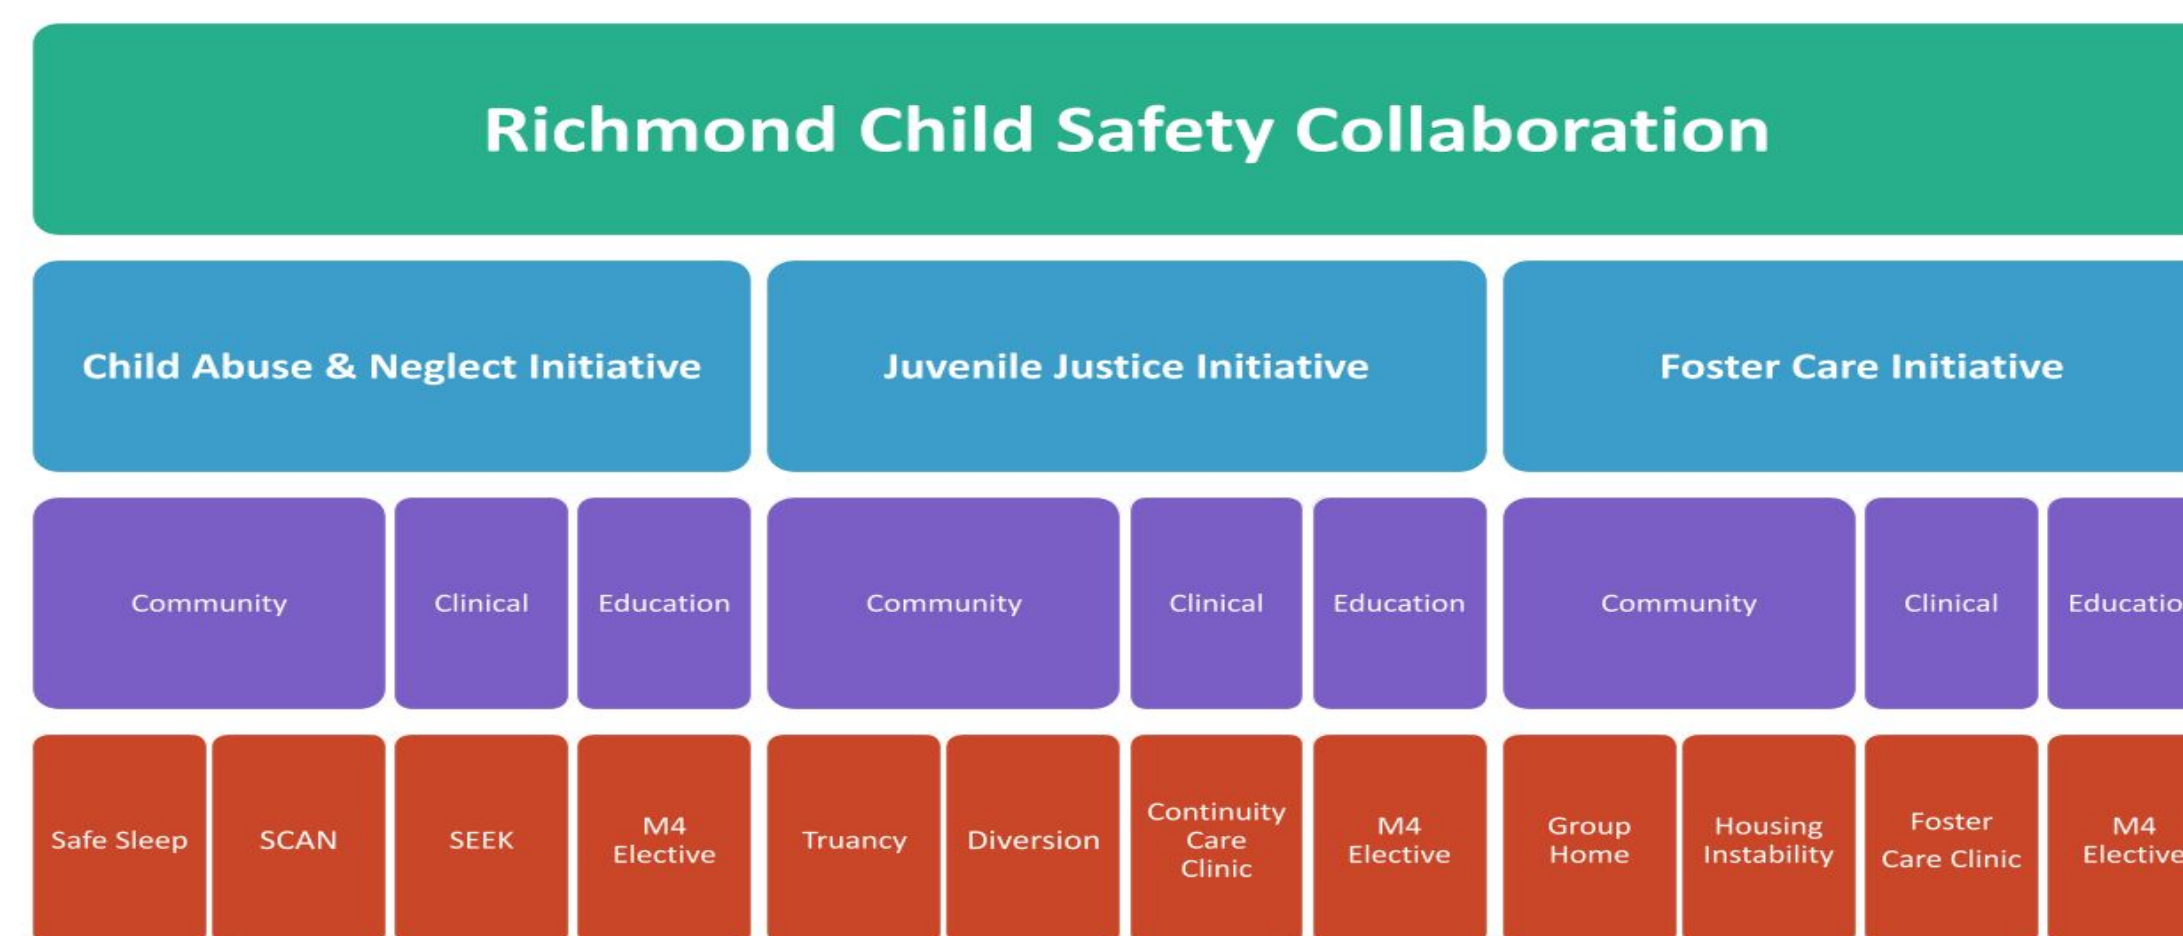 Richmond Child Safety Collaboration
Child Abuse & Neglect Initiative
Juvenile Justice Initiative
Foster Care Initiative
Community
Clinical
Education
Community
Clinical
Education
Community
Clinical
Educatio
Safe Sleep
SCAN
SEEK
M4
Elective
Truancy
Diversion
Continuity
Care
Clinic
M4
Elective
Group
Home
Housing
Instability
Foster
Care Clinic
M4
Elective